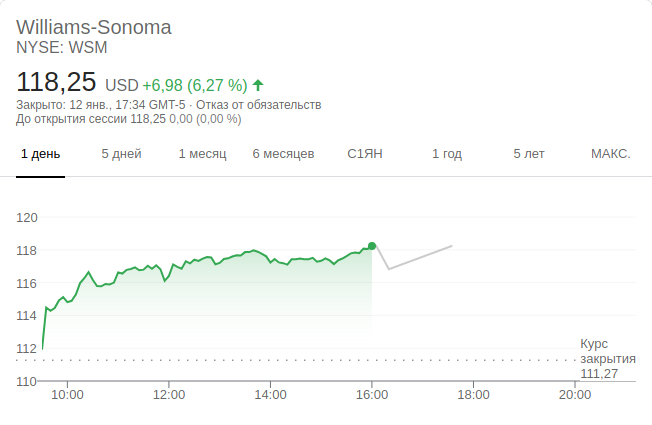 Williams-Sonoma
NYSE: WSM
118,25 USD +6,98 (6,27 %)
Закрыто: 12 янв., 17:34 GMT-5 · Отказ от обязательств
До открытия сессии 118,25 0,00 (0,00 %)
1 день 5 дней 1 месяц 6 месяцев С1ЯН 1 год 5 лет МАКС.
120
118
116
114
112
Курс
закрытия
111,27
110
10:00 12:00 14:00 16:00 18:00 20:00